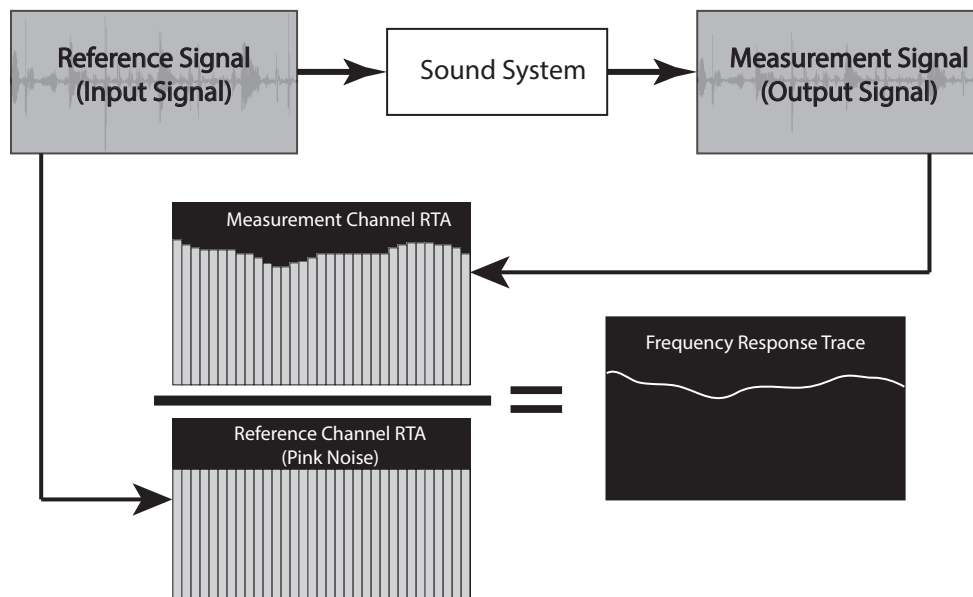 Reference Signal
(Input Signal)
Sound System
Measurement Signal
(Output Signal)
Measurement Channel RTA
Frequency Response Trace
=
Reference Channel RTA
(Pink Noise)